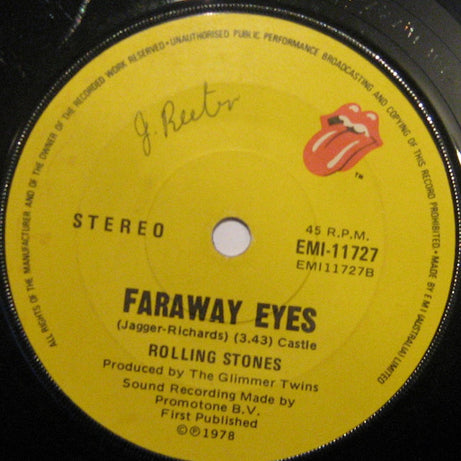 ALL RIGHTS OF THE MANUFACTURER AND OF THE OWNER OF THE RECORDED WORK RESERVED • UNAUTHORISED PUBLIC PERFORMANCE BROADCASTING AND COPYING OF THIS RECORD PROHIBITED • MADE BY EMI (AUSTRALIA) LIMITED
TM
STEREO
45 R.P.M.
EMI-11727
EMI11727B
FARAWAY EYES
(Jagger-Richards) (3.43) Castle
ROLLING STONES
Produced by The Glimmer Twins
Sound Recording Made by
Promotone B.V.
First Published
©℗1978